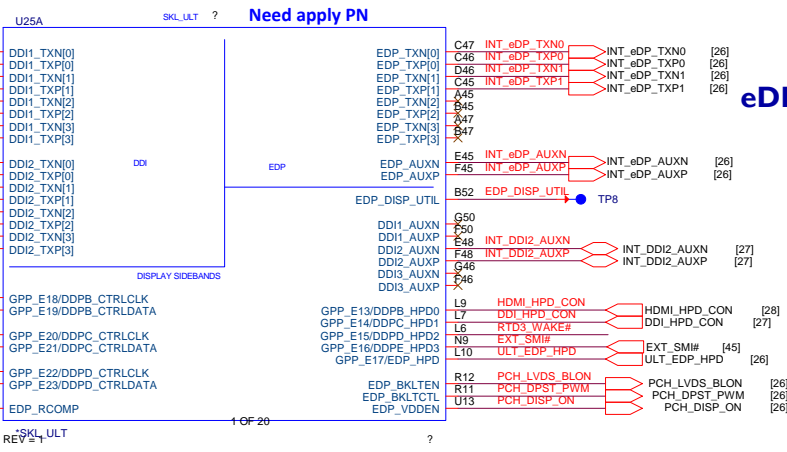 U25A SKL_ULT ? Need apply PN
DDI1_TXN[0] EDP_TXN[0] C47 INT_eDP_TXN0 INT_eDP_TXN0 [26]
DDI1_TXP[0] EDP_TXP[0] C46 INT_eDP_TXP0 INT_eDP_TXP0 [26]
DDI1_TXN[1] EDP_TXN[1] D46 INT_eDP_TXN1 INT_eDP_TXN1 [26]
DDI1_TXP[1] EDP_TXP[1] C45 INT_eDP_TXP1 INT_eDP_TXP1 [26]
DDI1_TXN[2] EDP_TXN[2] A45 eDI
DDI1_TXP[2] EDP_TXP[2] B45
DDI1_TXN[3] EDP_TXN[3] A47
DDI1_TXP[3] EDP_TXP[3] B47
DDI2_TXN[0] DDI EDP EDP_AUXN E45 INT_eDP_AUXN INT_eDP_AUXN [26]
DDI2_TXP[0] EDP_AUXP F45 INT_eDP_AUXP INT_eDP_AUXP [26]
DDI2_TXN[1]
DDI2_TXP[1] EDP_DISP_UTIL B52 EDP_DISP_UTIL TP8
DDI2_TXN[2]
DDI2_TXP[2] DDI1_AUXN G50
DDI2_TXN[3] DDI1_AUXP F50
DDI2_TXP[3] DDI2_AUXN E48 INT_DDI2_AUXN INT_DDI2_AUXN [27]
DDI2_AUXP F48 INT_DDI2_AUXP INT_DDI2_AUXP [27]
DISPLAY SIDEBANDS DDI3_AUXN G46
DDI3_AUXP F46
GPP_E18/DDPB_CTRLCLK
GPP_E19/DDPB_CTRLDATA GPP_E13/DDPB_HPD0 L9 HDMI_HPD_CON HDMI_HPD_CON [28]
GPP_E14/DDPC_HPD1 L7 DDI_HPD_CON DDI_HPD_CON [27]
GPP_E20/DDPC_CTRLCLK GPP_E15/DDPD_HPD2 L6 RTD3_WAKE#
GPP_E21/DDPC_CTRLDATA GPP_E16/DDPE_HPD3 N9 EXT_SMI# EXT_SMI# [45]
GPP_E17/EDP_HPD L10 ULT_EDP_HPD ULT_EDP_HPD [26]
GPP_E22/DDPD_CTRLCLK
GPP_E23/DDPD_CTRLDATA EDP_BKLTEN R12 PCH_LVDS_BLON PCH_LVDS_BLON [26]
EDP_BKLTCTL R11 PCH_DPST_PWM PCH_DPST_PWM [26]
EDP_RCOMP EDP_VDDEN U13 PCH_DISP_ON PCH_DISP_ON [26]
1 OF 20
*SKL_ULT
REV = 1 ?